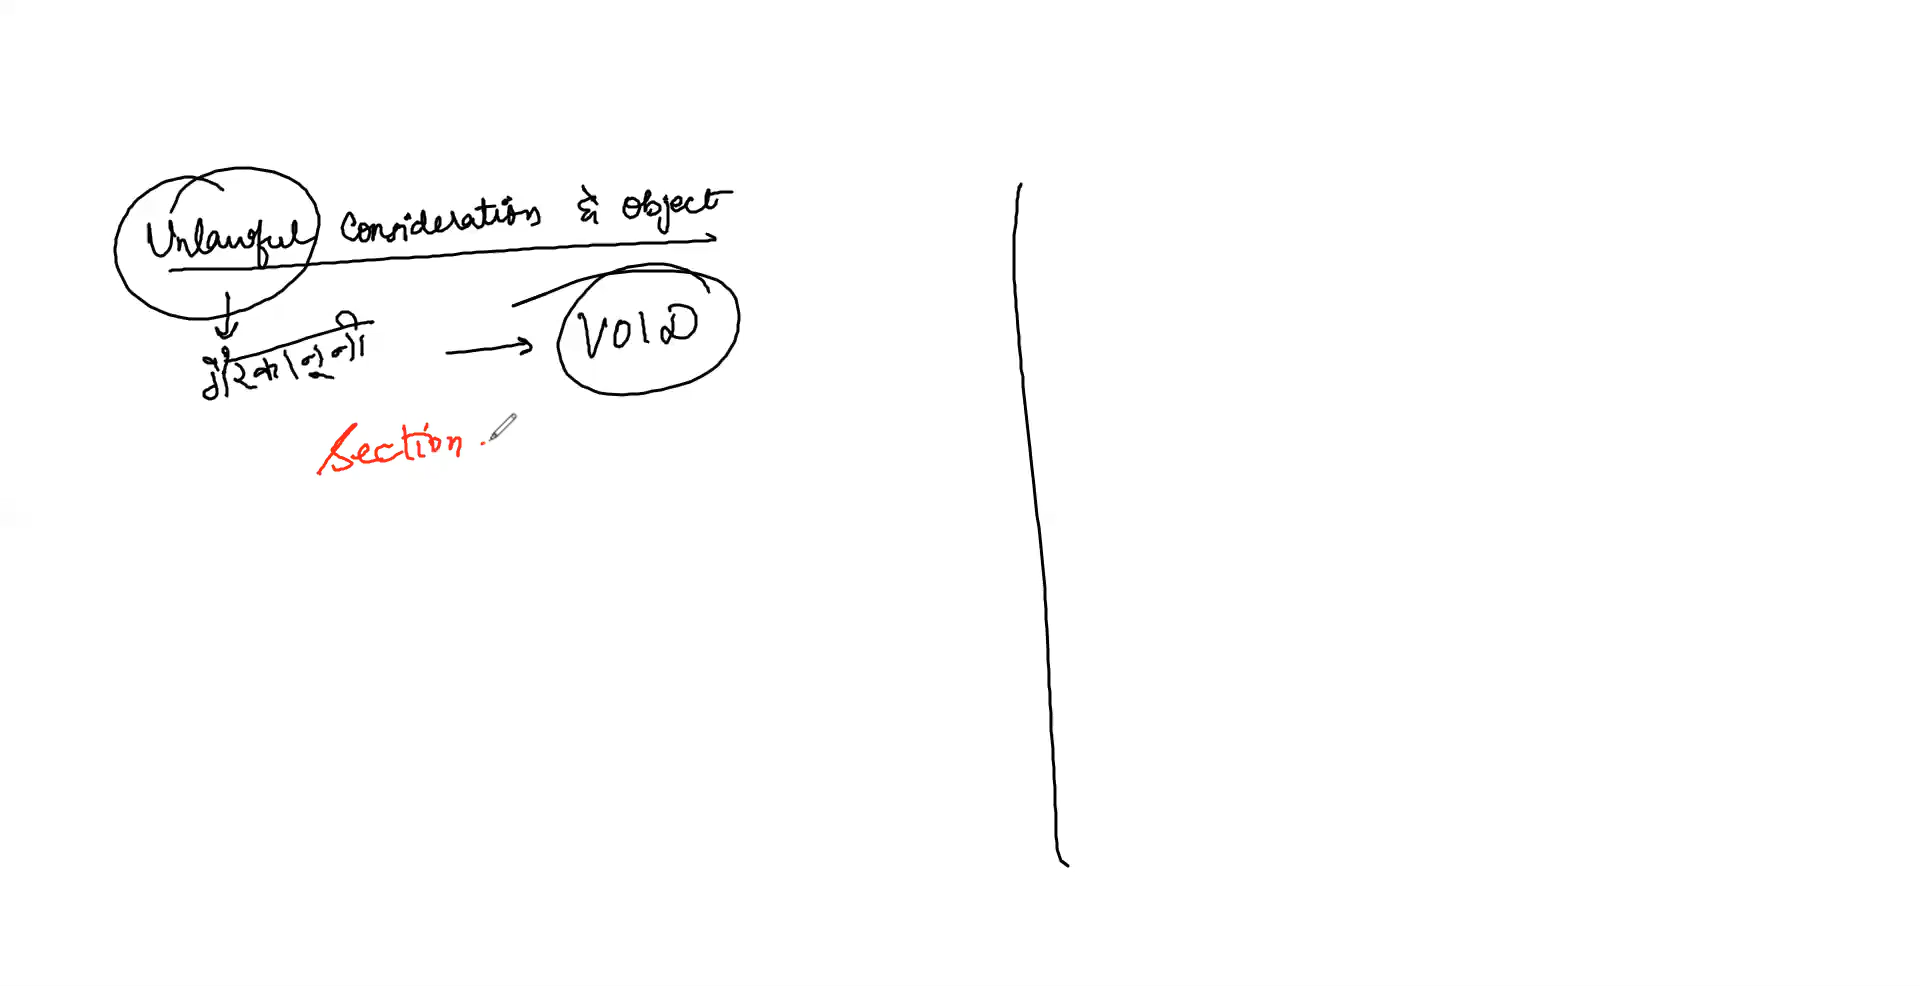 Unlawful Consideration & Object
गैरकानूनी
VOID
Section